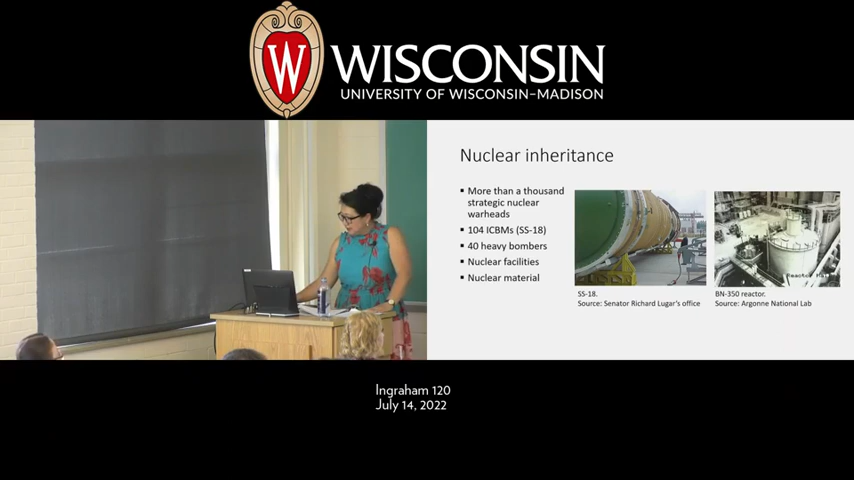 W WISCONSIN
UNIVERSITY OF WISCONSIN–MADISON
Nuclear inheritance
▪ More than a thousand
strategic nuclear
warheads
▪ 104 ICBMs (SS-18)
▪ 40 heavy bombers
▪ Nuclear facilities
▪ Nuclear material
SS-18.
Source: Senator Richard Lugar's office
Reactor
BN-350 reactor.
Source: Argonne National Lab
Ingraham 120
July 14, 2022